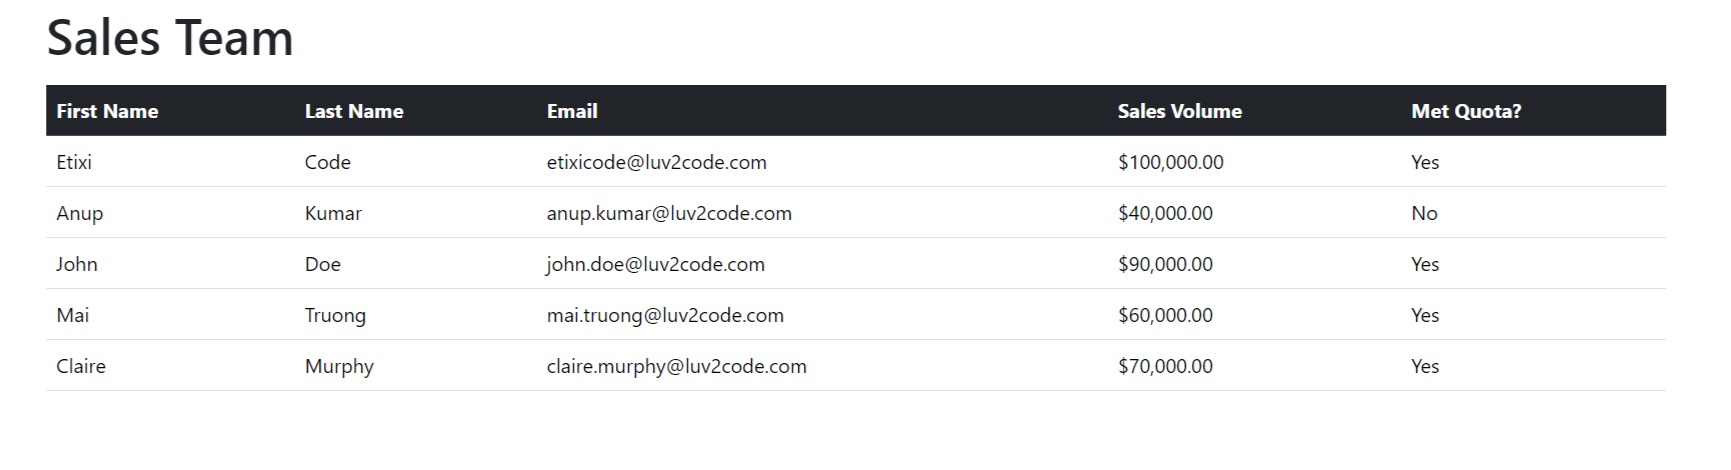 Sales Team
First Name Last Name Email Sales Volume Met Quota?
Etixi Code etixicode@luv2code.com $100,000.00 Yes
Anup Kumar anup.kumar@luv2code.com $40,000.00 No
John Doe john.doe@luv2code.com $90,000.00 Yes
Mai Truong mai.truong@luv2code.com $60,000.00 Yes
Claire Murphy claire.murphy@luv2code.com $70,000.00 Yes